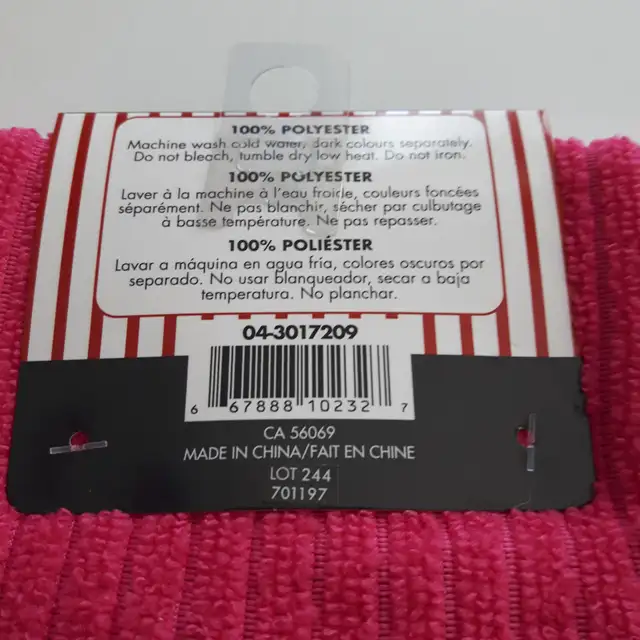 100% POLYESTER
Machine wash cold water, dark colours separately.
Do not bleach, tumble dry low heat. Do not iron.
100% POLYESTER
Laver à la machine à l'eau froide, couleurs foncées
séparément. Ne pas blanchir, sécher par culbutage
à basse température. Ne pas repasser.
100% POLIÉSTER
Lavar a máquina en agua fría, colores oscuros por
separado. No usar blanqueador, secar a baja
temperatura. No planchar.
04-3017209
6 67888 10232 7
CA 56069
MADE IN CHINA/FAIT EN CHINE
LOT 244
701197